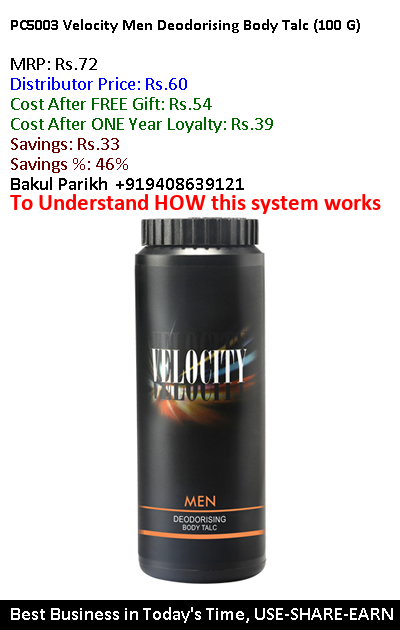 PC5003 Velocity Men Deodorising Body Talc (100 G)
MRP: Rs.72
Distributor Price: Rs.60
Cost After FREE Gift: Rs.54
Cost After ONE Year Loyalty: Rs.39
Savings: Rs.33
Savings %: 46%
Bakul Parikh +919408639121
To Understand HOW this system works
VELOCITY
VELOCITY
MEN
DEODORISING
BODY TALC
Best Business in Today's Time, USE-SHARE-EARN